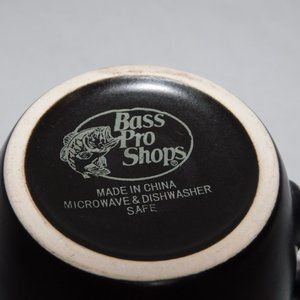 Bass
Pro
Shops
MADE IN CHINA
MICROWAVE & DISHWASHER
SAFE